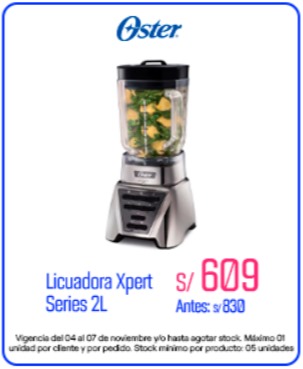 Oster
Oster
Licuadora Xpert
Series 2L
S/ 609
Antes: s/ 830
Vigencia del 04 al 07 de noviembre y/o hasta agotar stock. Máximo 01
unidad por cliente y por pedido. Stock mínimo por producto: 05 unidades